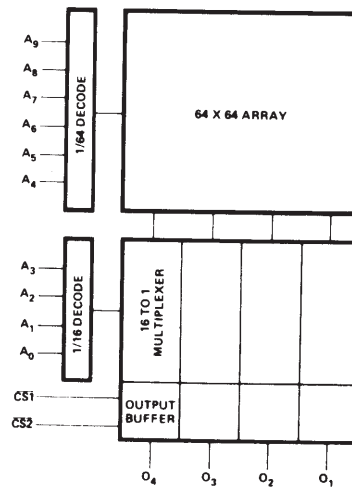 A9
A8
A7
A6
A5
A4
1/64 DECODE
64 X 64 ARRAY
A3
A2
A1
A0
1/16 DECODE
16 TO 1
MULTIPLEXER
CS1
CS2
OUTPUT
BUFFER
O4
O3
O2
O1